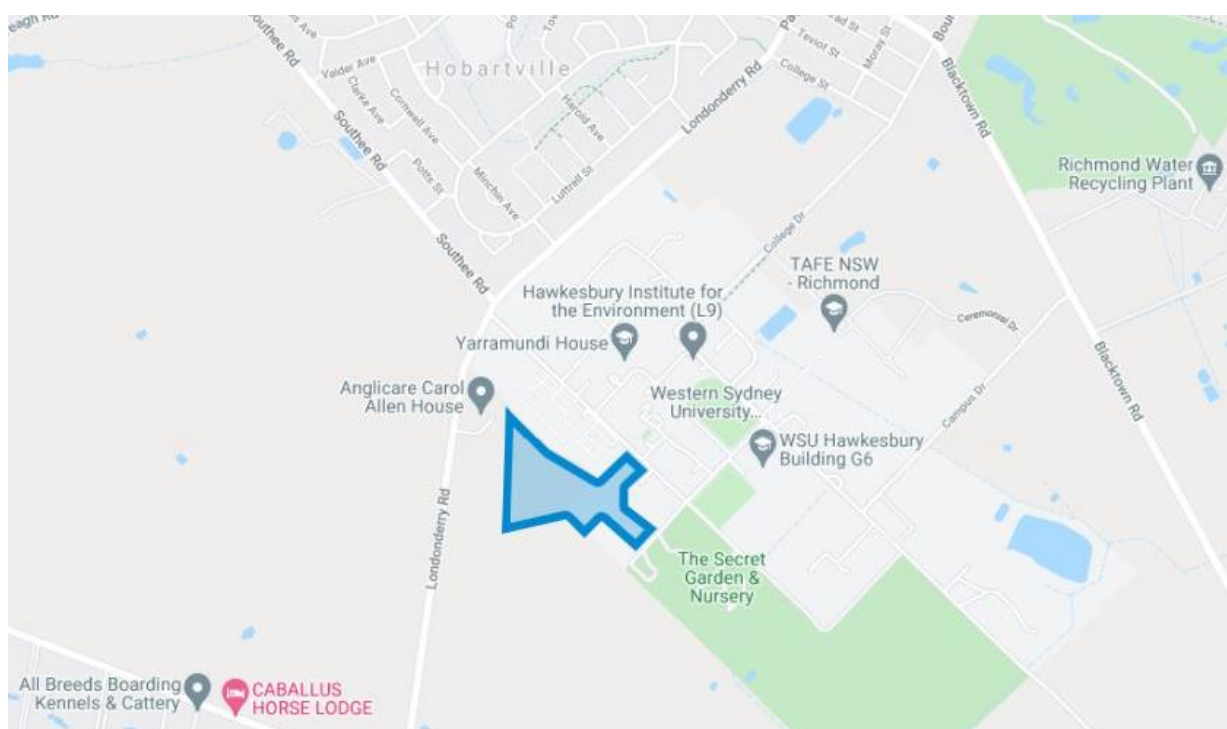 Southee Rd
Valder Ave
Clarke Ave
Cornwell Ave
Hobartville
Harold Ave
Londonderry Rd
Teviot St
College St
Moray St
Blacktown Rd
Richmond Water
Recycling Plant
Southee Rd
Potts St
Minchin Ave
Luttrell St
Southee Rd
College Dr
TAFE NSW
- Richmond
Hawkesbury Institute for
the Environment (L9)
Ceremonial Dr
Yarramundi House
Anglicare Carol
Allen House
Western Sydney
University...
Campus Dr
Blacktown Rd
WSU Hawkesbury
Building G6
Londonderry Rd
The Secret
Garden &
Nursery
All Breeds Boarding
Kennels & Cattery
CABALLUS
HORSE LODGE